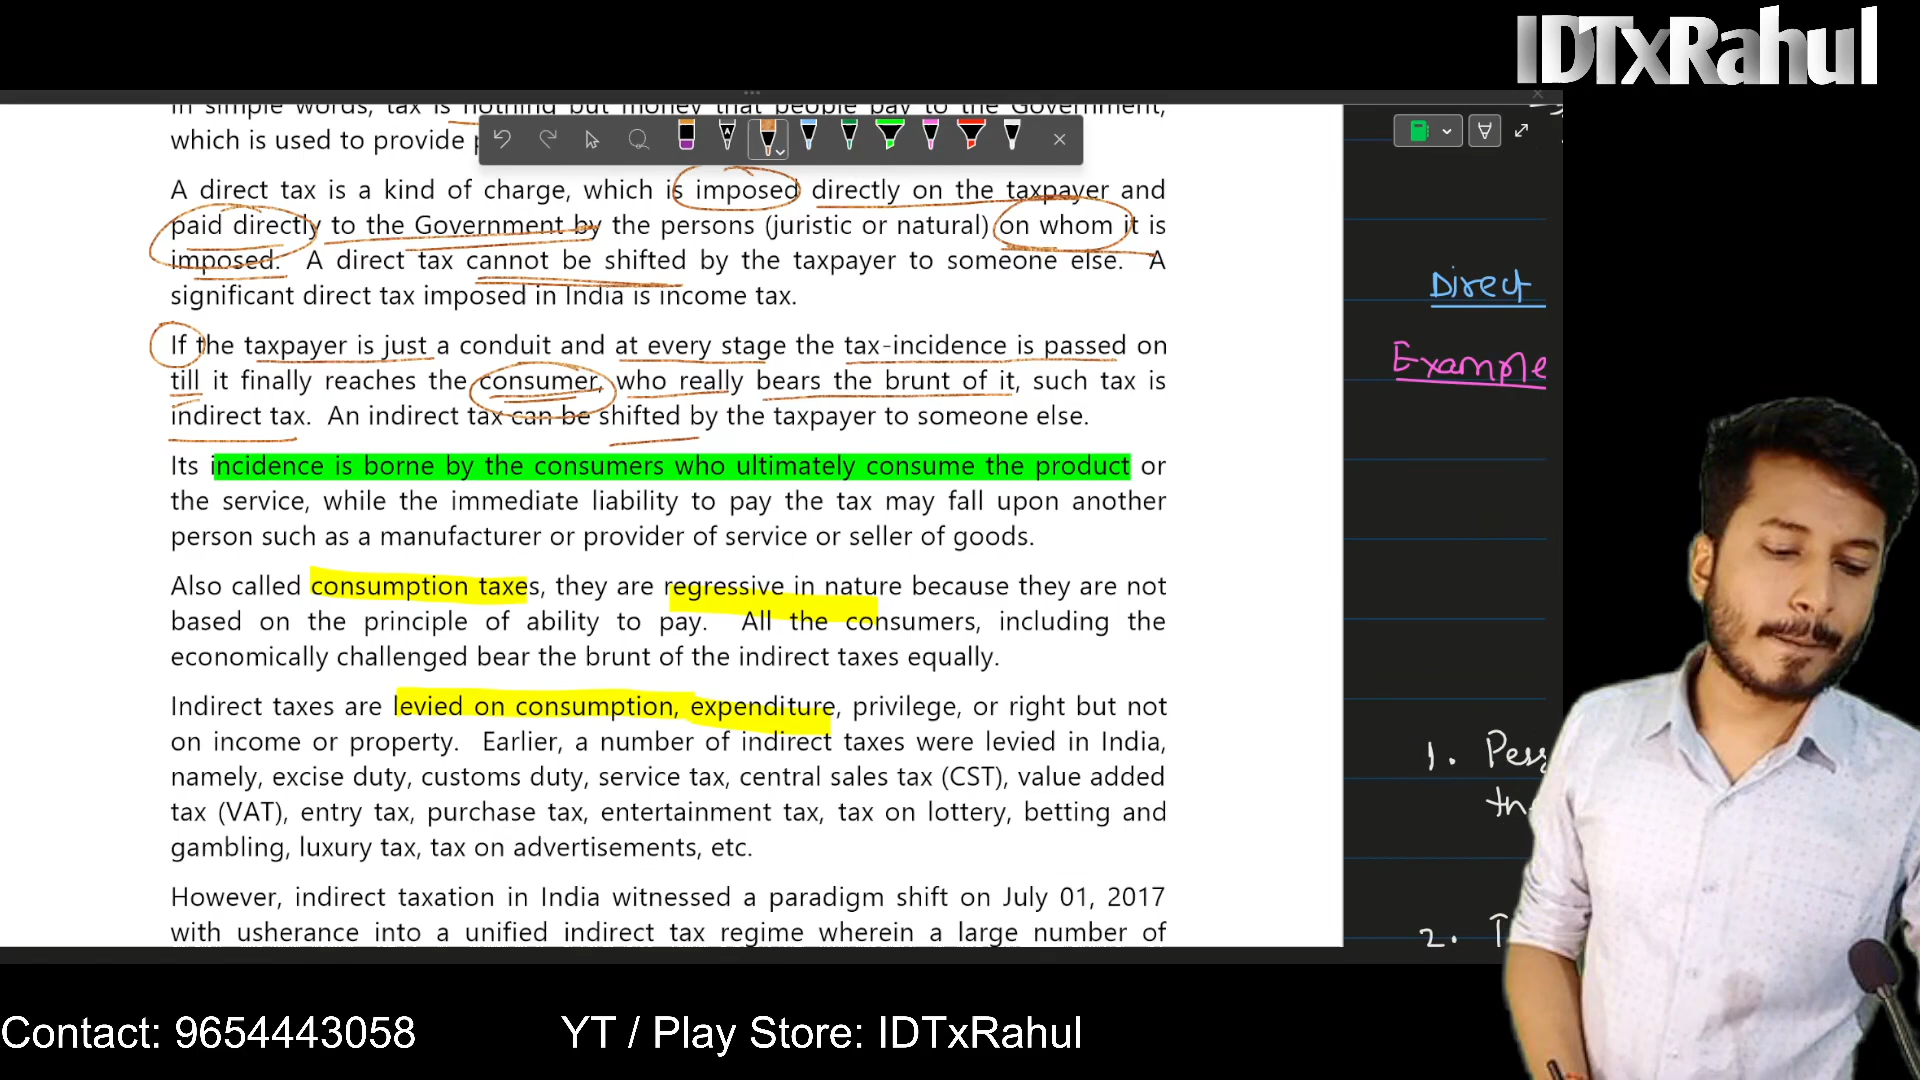 IDTxRahul
In simple words, tax is nothing but money that people pay to the Government,
which is used to provide
A direct tax is a kind of charge, which is imposed directly on the taxpayer and
paid directly to the Government by the persons (juristic or natural) on whom it is
imposed. A direct tax cannot be shifted by the taxpayer to someone else. A
significant direct tax imposed in India is income tax.
If the taxpayer is just a conduit and at every stage the tax-incidence is passed on
till it finally reaches the consumer, who really bears the brunt of it, such tax is
indirect tax. An indirect tax can be shifted by the taxpayer to someone else.
Its incidence is borne by the consumers who ultimately consume the product or
the service, while the immediate liability to pay the tax may fall upon another
person such as a manufacturer or provider of service or seller of goods.
Also called consumption taxes, they are regressive in nature because they are not
based on the principle of ability to pay. All the consumers, including the
economically challenged bear the brunt of the indirect taxes equally.
Indirect taxes are levied on consumption, expenditure, privilege, or right but not
on income or property. Earlier, a number of indirect taxes were levied in India,
namely, excise duty, customs duty, service tax, central sales tax (CST), value added
tax (VAT), entry tax, purchase tax, entertainment tax, tax on lottery, betting and
gambling, luxury tax, tax on advertisements, etc.
However, indirect taxation in India witnessed a paradigm shift on July 01, 2017
with usherance into a unified indirect tax regime wherein a large number of
Direct
Example
1.
2.
Contact: 9654443058
YT / Play Store: IDTxRahul